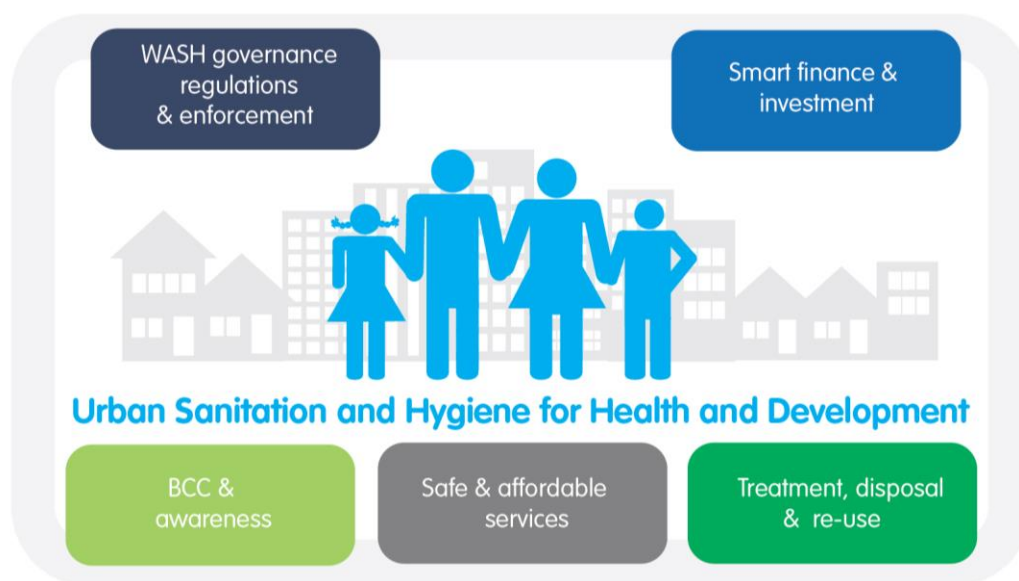 WASH governance
regulations
& enforcement
Smart finance &
investment
Urban Sanitation and Hygiene for Health and Development
BCC &
awareness
Safe & affordable
services
Treatment, disposal
& re-use